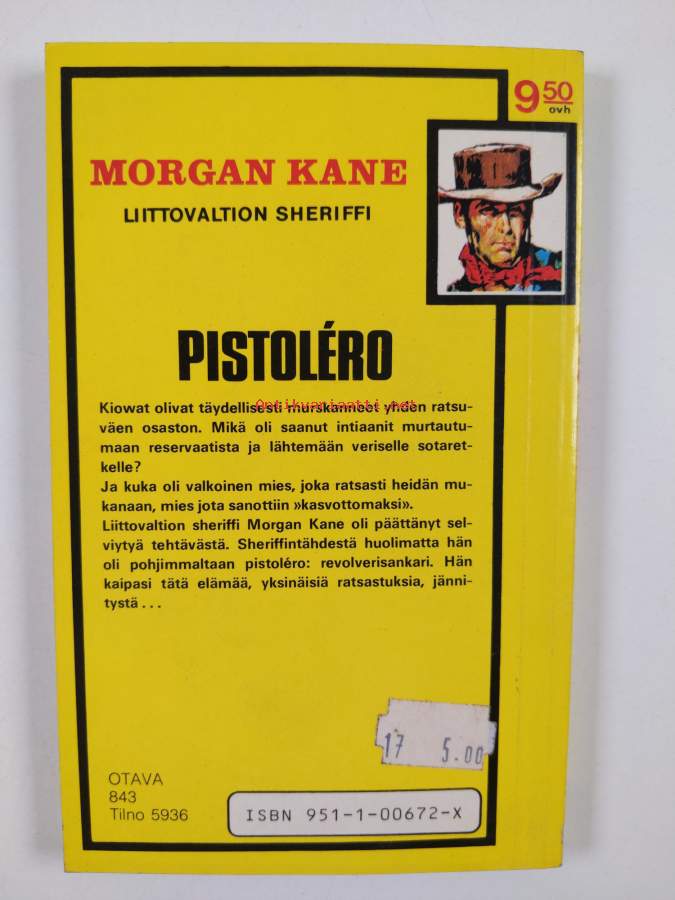 9 50
ovh
MORGAN KANE
LIITTOVALTION SHERIFFI
PISTOLÉRO
Antikvariaatti.net
Kiowat olivat täydellisesti murskanneet yhden ratsu-
väen osaston. Mikä oli saanut intiaanit murtautu-
maan reservaatista ja lähtemään veriselle sotaret-
kelle?
Ja kuka oli valkoinen mies, joka ratsasti heidän mu-
kanaan, mies jota sanottiin »kasvottomaksi».
Liittovaltion sheriffi Morgan Kane oli päättänyt sel-
viytyä tehtävästä. Sheriffintähdestä huolimatta hän
oli pohjimmaltaan pistoléro: revolverisankari. Hän
kaipasi tätä elämää, yksinäisiä ratsastuksia, jänni-
tystä . . .
17 5.00
OTAVA
843
Tilno 5936
ISBN 951-1-00672-X